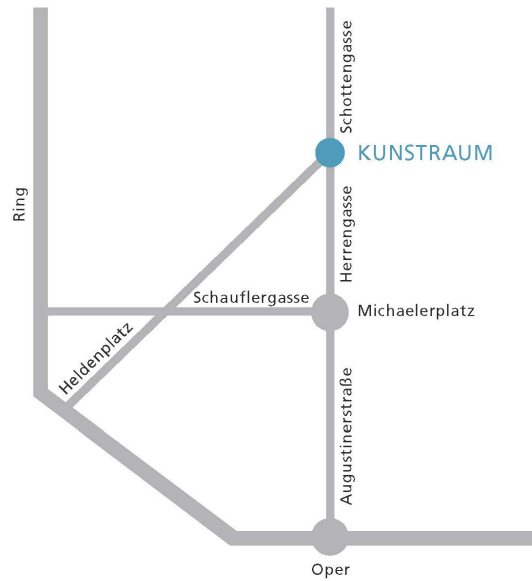 Schottengasse
KUNSTRAUM
Ring
Herrengasse
Schauflergasse
Michaelerplatz
Heldenplatz
Augustinerstraße
Oper